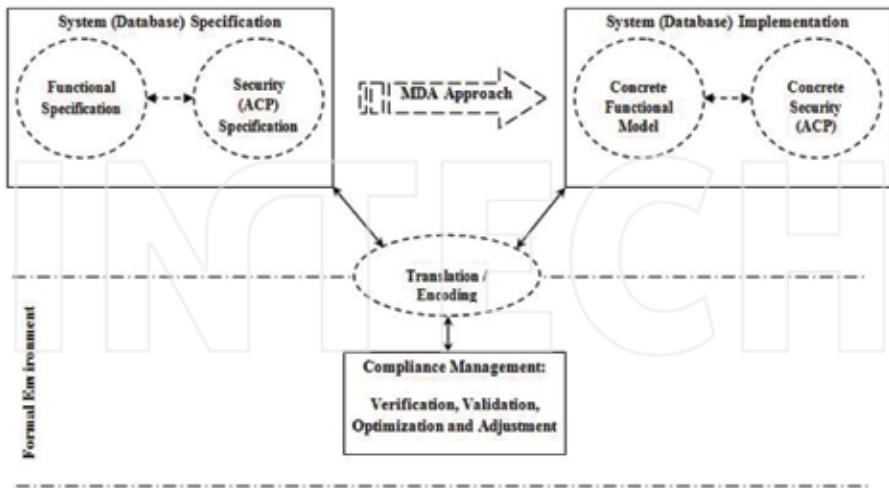 System (Database) Specification
Functional
Specification
Security
(ACP)
Specification
MDA Approach
System (Database) Implementation
Concrete
Functional
Model
Concrete
Security
(ACP)
Translation /
Encoding
Formal Environment
Compliance Management:
Verification, Validation,
Optimization and Adjustment
INTECH